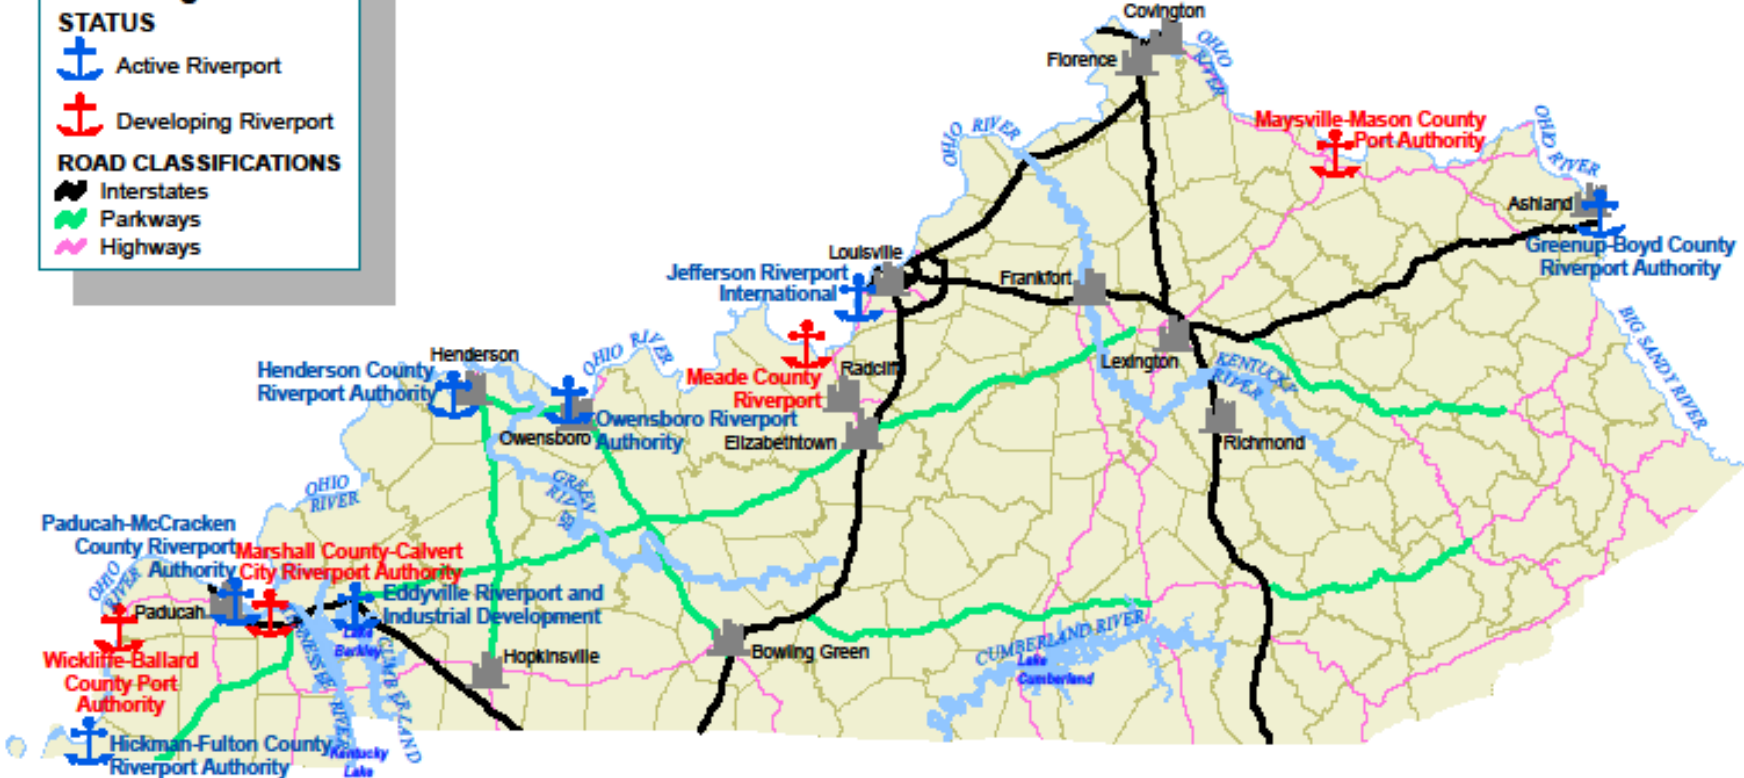 STATUS
Active Riverport
Developing Riverport
ROAD CLASSIFICATIONS
Interstates
Parkways
Highways
Covington
Florence
OHIO
RIVER
OHIO RIVER
Maysville-Mason County
Port Authority
OHIO RIVER
Ashland
Greenup-Boyd County
Riverport Authority
BIG SANDY RIVER
Louisville
Jefferson Riverport
International
Frankfort
Lexington
KENTUCKY
RIVER
Richmond
Meade County
Riverport
Radcliff
Elizabethtown
OHIO RIVER
Henderson
Henderson County
Riverport Authority
Owensboro
Owensboro Riverport
Authority
GREEN
RIVER
OHIO
RIVER
Paducah-McCracken
County Riverport
Authority
Marshall County-Calvert
City Riverport Authority
OHIO
RIVER
Paducah
Eddyville Riverport and
Industrial Development
Lake
Barkley
Wickliffe-Ballard
County Port
Authority
TENNESSEE RIVER
CUMBERLAND
Hopkinsville
Bowling Green
CUMBERLAND RIVER
Lake
Cumberland
Hickman-Fulton County
Riverport Authority
Kentucky
Lake